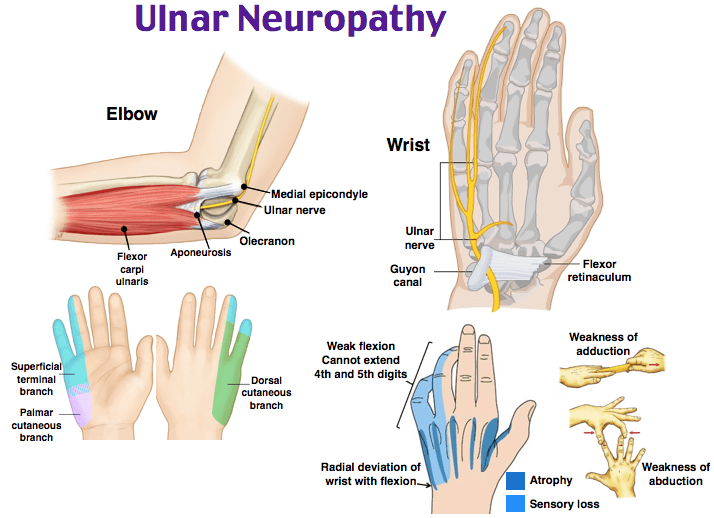 Ulnar Neuropathy
Elbow
Medial epicondyle
Ulnar nerve
Olecranon
Aponeurosis
Flexor
carpi
ulnaris
Wrist
Ulnar
nerve
Guyon
canal
Flexor
retinaculum
Superficial
terminal
branch
Palmar
cutaneous
branch
Dorsal
cutaneous
branch
Weak flexion
Cannot extend
4th and 5th digits
Radial deviation of
wrist with flexion
Atrophy
Sensory loss
Weakness of
adduction
Weakness of
abduction